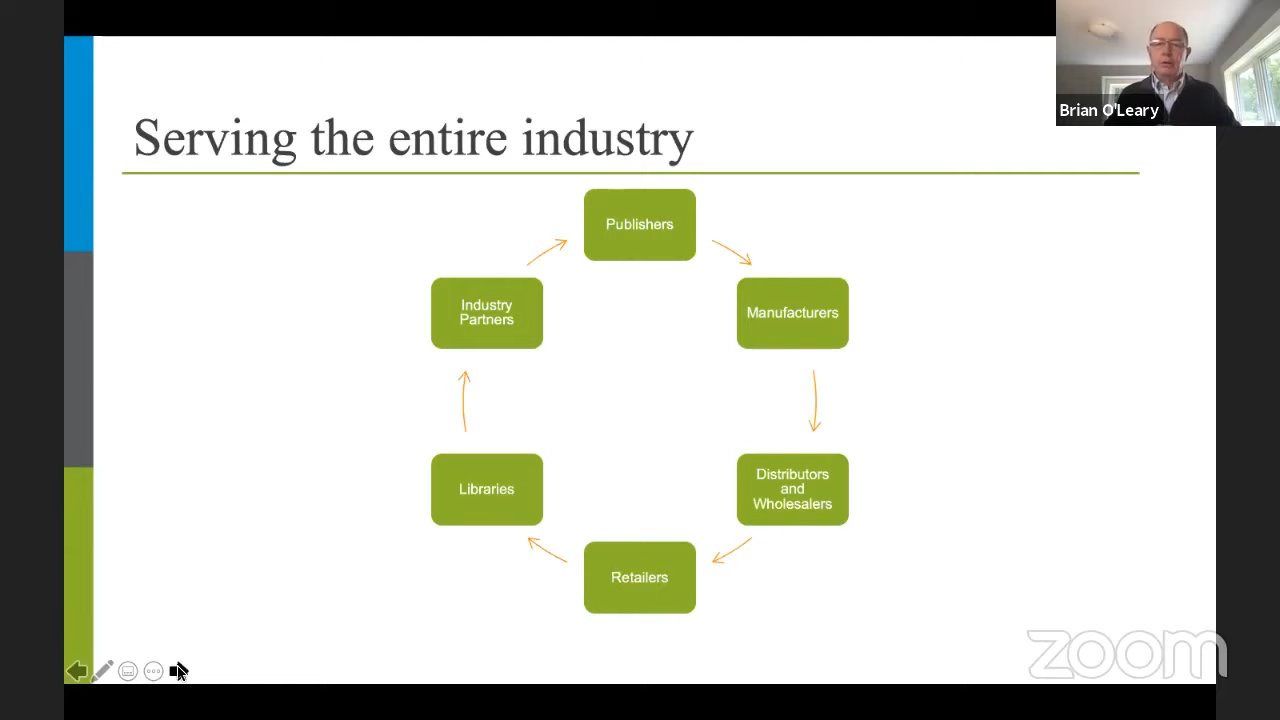 Brian O'Leary
Serving the entire industry
Publishers
Manufacturers
Distributors
and
Wholesalers
Retailers
Libraries
Industry
Partners
zoom